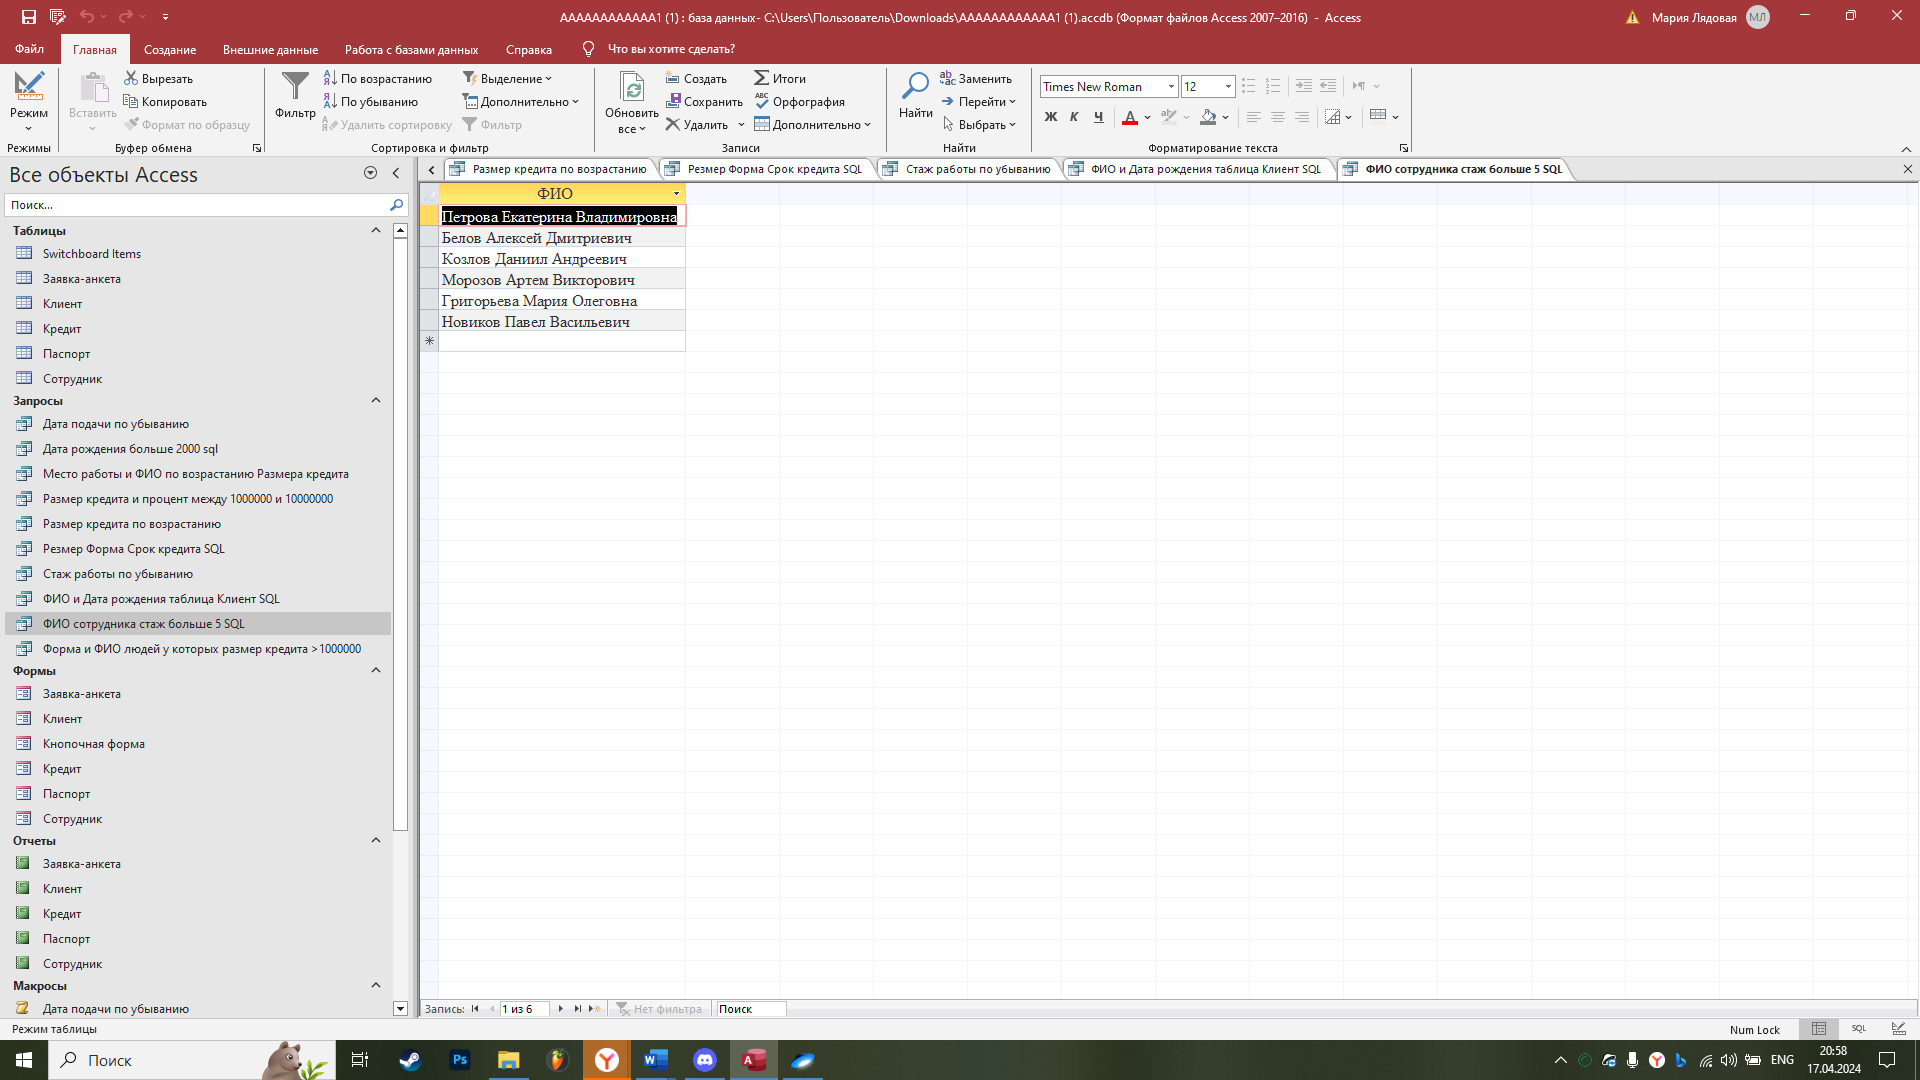 АААААААААААА1 (1) : база данных- C:\Users\Пользователь\Downloads\АААААААААААА1 (1).accdb (Формат файлов Access 2007–2016) - Access
Мария Лядовая МЛ
Файл Главная Создание Внешние данные Работа с базами данных Справка Что вы хотите сделать?
Режим
Режимы
Вставить
Вырезать
Копировать
Формат по образцу
Буфер обмена
Фильтр
По возрастанию
По убыванию
Удалить сортировку
Выделение
Дополнительно
Фильтр
Сортировка и фильтр
Обновить
все
Создать
Сохранить
Удалить
Итоги
Орфография
Дополнительно
Записи
Найти
Заменить
Перейти
Выбрать
Найти
Times New Roman 12
Ж К Ч
Форматирование текста
Все объекты Access
Поиск...
Таблицы
Switchboard Items
Заявка-анкета
Клиент
Кредит
Паспорт
Сотрудник
Запросы
Дата подачи по убыванию
Дата рождения больше 2000 sql
Место работы и ФИО по возрастанию Размера кредита
Размер кредита и процент между 1000000 и 10000000
Размер кредита по возрастанию
Резмер Форма Срок кредита SQL
Стаж работы по убыванию
ФИО и Дата рождения таблица Клиент SQL
ФИО сотрудника стаж больше 5 SQL
Форма и ФИО людей у которых размер кредита >1000000
Формы
Заявка-анкета
Клиент
Кнопочная форма
Кредит
Паспорт
Сотрудник
Отчеты
Заявка-анкета
Клиент
Кредит
Паспорт
Сотрудник
Макросы
Дата подачи по убыванию
Размер кредита по возрастанию
Резмер Форма Срок кредита SQL
Стаж работы по убыванию
ФИО и Дата рождения таблица Клиент SQL
ФИО сотрудника стаж больше 5 SQL
ФИО
Петрова Екатерина Владимировна
Белов Алексей Дмитриевич
Козлов Даниил Андреевич
Морозов Артем Викторович
Григорьева Мария Олеговна
Новиков Павел Васильевич
Запись: 1 из 6 Нет фильтра Поиск
Режим таблицы
Num Lock SQL
Поиск
ENG
20:58
17.04.2024